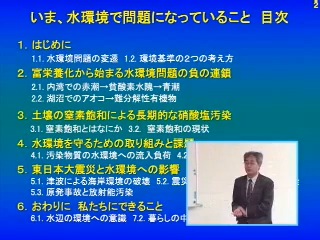 いま、水環境で問題になっていること　目次
2
１．はじめに
1.1. 水環境問題の変遷　1.2. 環境基準の２つの考え方
２．富栄養化から始まる水環境問題の負の連鎖
2.1. 内湾での赤潮→貧酸素水塊→青潮
2.2. 湖沼でのアオコ→難分解性有機物
３．土壌の窒素飽和による長期的な硝酸塩汚染
3.1. 窒素飽和とはなにか　3.2.　窒素飽和の現状
４．水環境を守るための取り組みと課題
4.1. 汚染物質の水環境への流入負荷　4.2
５．東日本大震災と水環境への影響
5.1. 津波による海岸環境の破壊　5.2. 震災
5.3. 原発事故と放射能汚染
６．おわりに　私たちにできること
6.1. 水辺の環境への意識　7.2. 暮らしの中